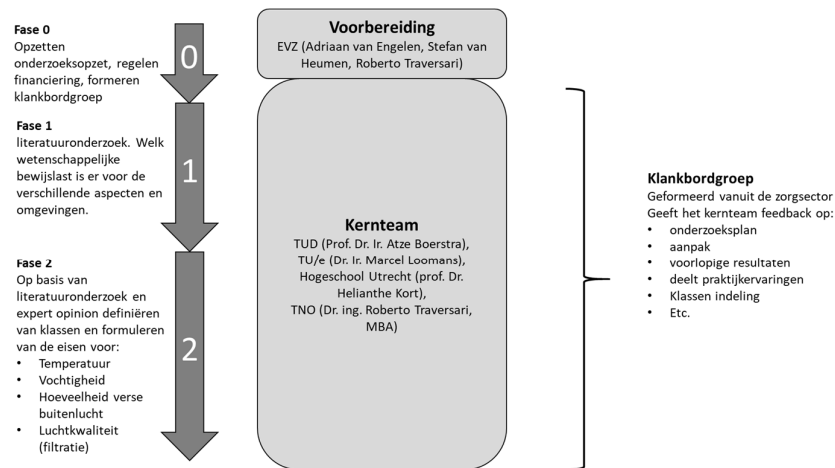 Fase 0
Opzetten
onderzoeksopzet, regelen
financiering, formeren
klankbordgroep
0
Voorbereiding
EVZ (Adriaan van Engelen, Stefan van
Heumen, Roberto Traversari)
Fase 1
literatuuronderzoek. Welk
wetenschappelijke
bewijslast is er voor de
verschillende aspecten en
omgevingen.
1
Fase 2
Op basis van
literatuuronderzoek en
expert opinion definiëren
van klassen en formuleren
van de eisen voor:
• Temperatuur
• Vochtigheid
• Hoeveelheid verse
buitenlucht
• Luchtkwaliteit
(filtratie)
2
Kernteam
TUD (Prof. Dr. Ir. Atze Boerstra),
TU/e (Dr. Ir. Marcel Loomans),
Hogeschool Utrecht (prof. Dr.
Helianthe Kort),
TNO (Dr. ing. Roberto Traversari,
MBA)
Klankbordgroep
Geformeerd vanuit de zorgsector
Geeft het kernteam feedback op:
• onderzoeksplan
• aanpak
• voorlopige resultaten
• deelt praktijkervaringen
• Klassen indeling
• Etc.